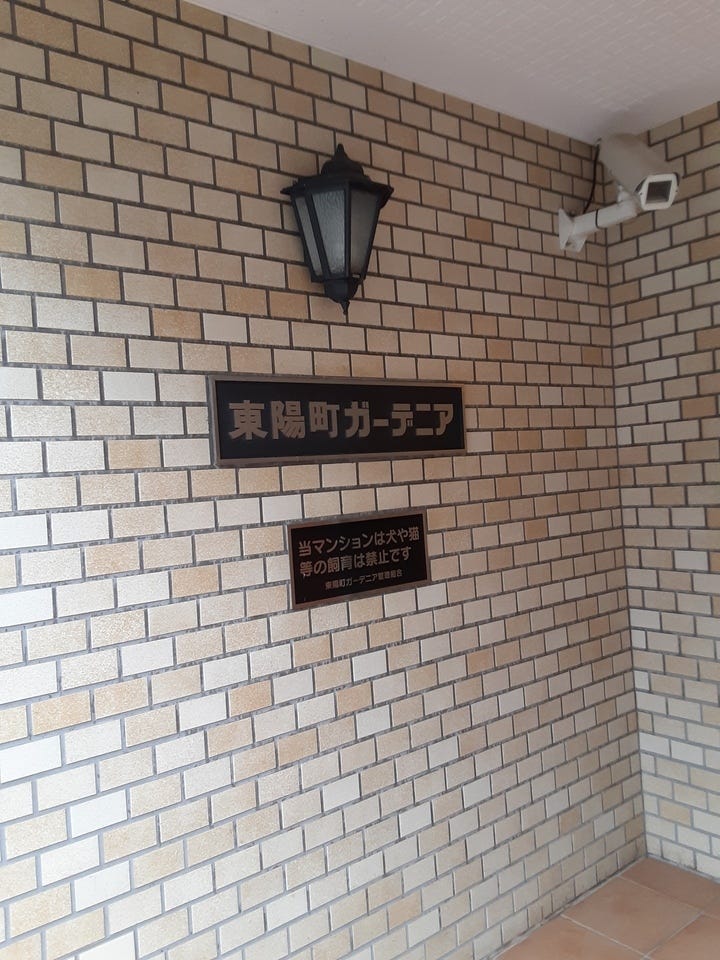 東陽町ガーデニア
当マンションは犬や猫
等の飼育は禁止です
東陽町ガーデニア管理組合